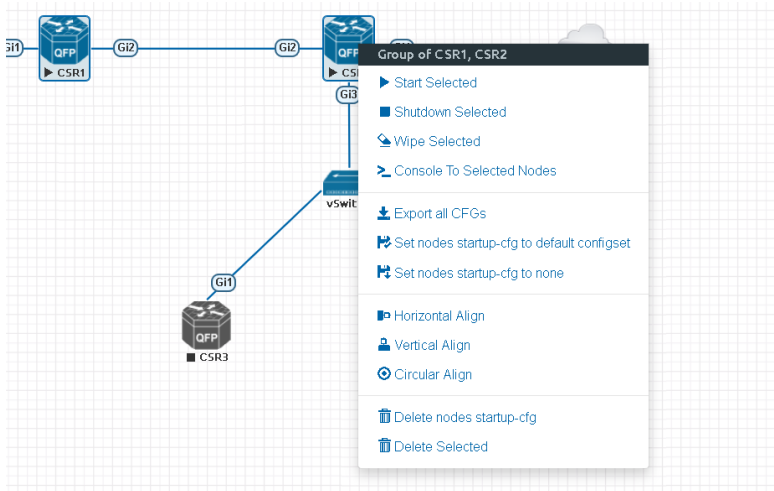 Gi1
QFP
CSR1
Gi2
Gi2
QFP
Gi3
vSwit
Gi1
QFP
CSR3
Group of CSR1, CSR2
Start Selected
Shutdown Selected
Wipe Selected
Console To Selected Nodes
Export all CFGs
Set nodes startup-cfg to default configset
Set nodes startup-cfg to none
Horizontal Align
Vertical Align
Circular Align
Delete nodes startup-cfg
Delete Selected